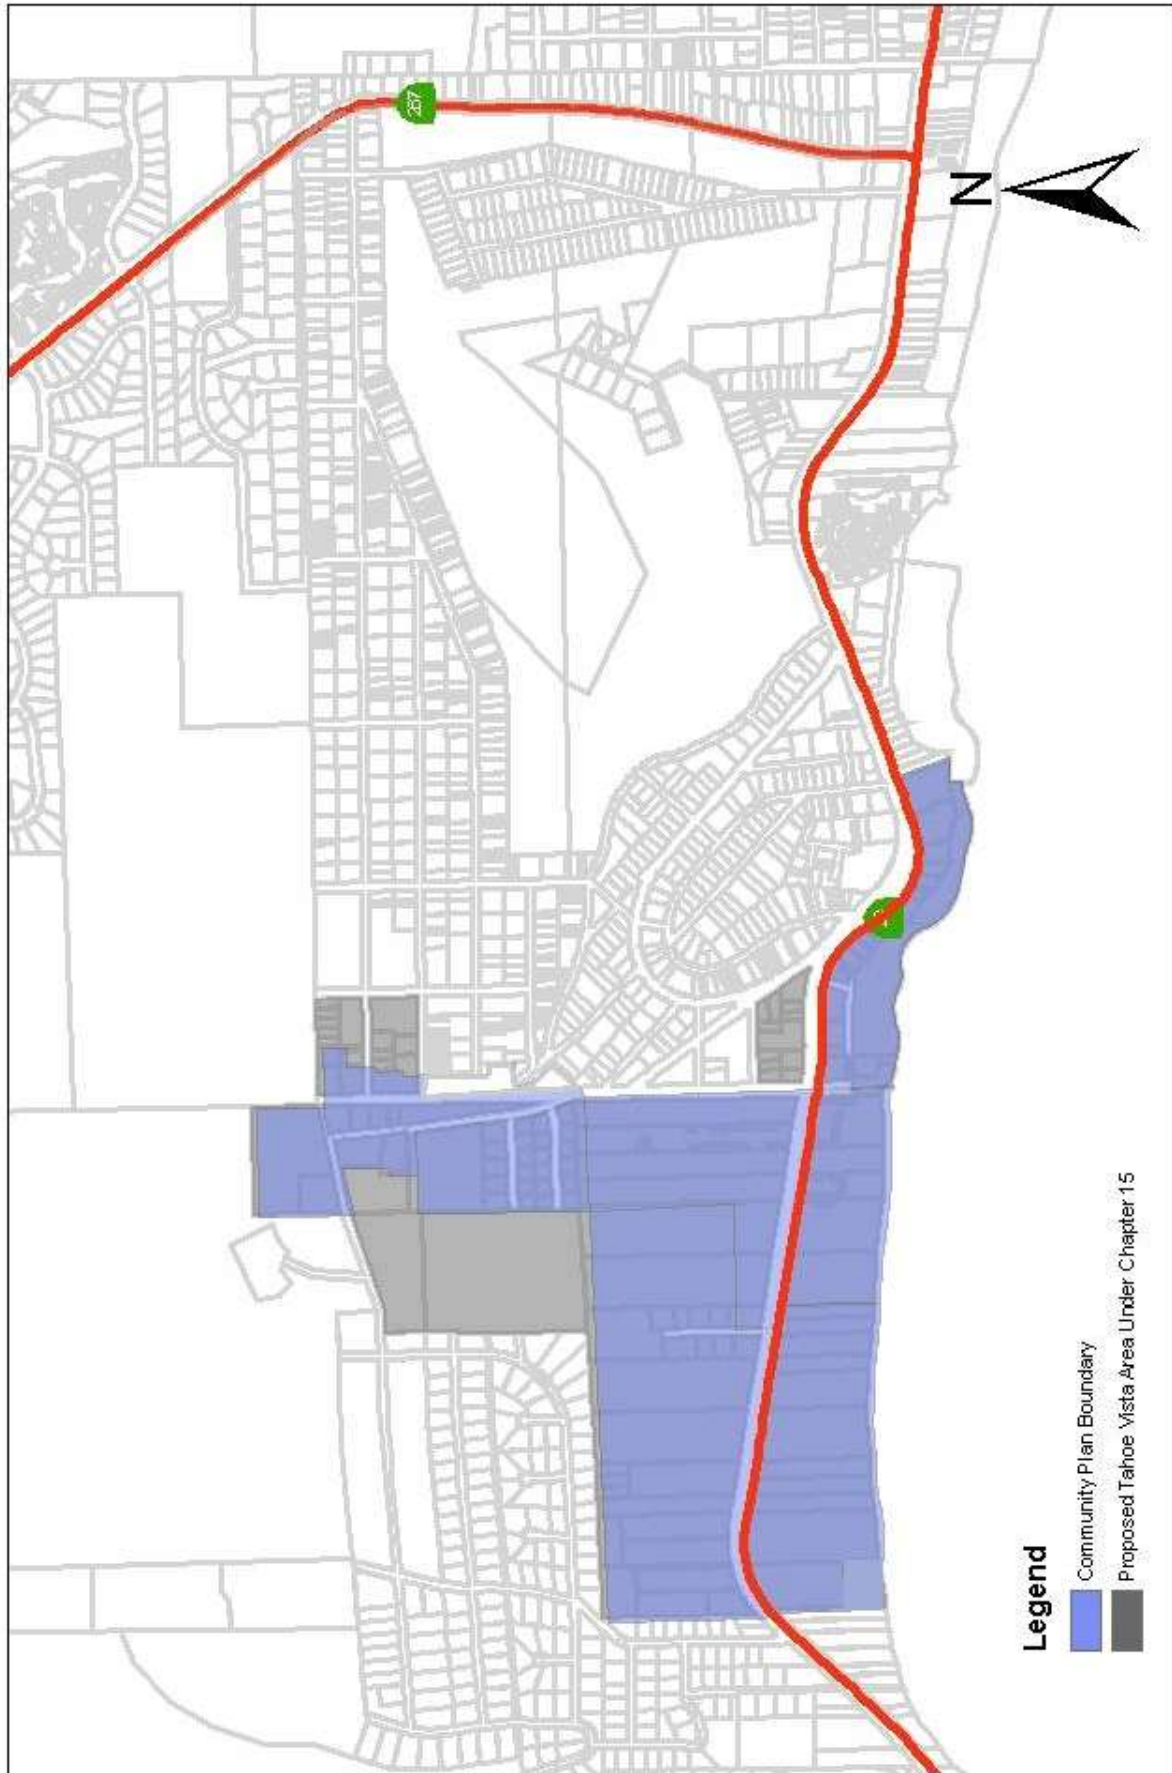 267
N
Legend
Community Plan Boundary
Proposed Tahoe Vista Area Under Chapter 15